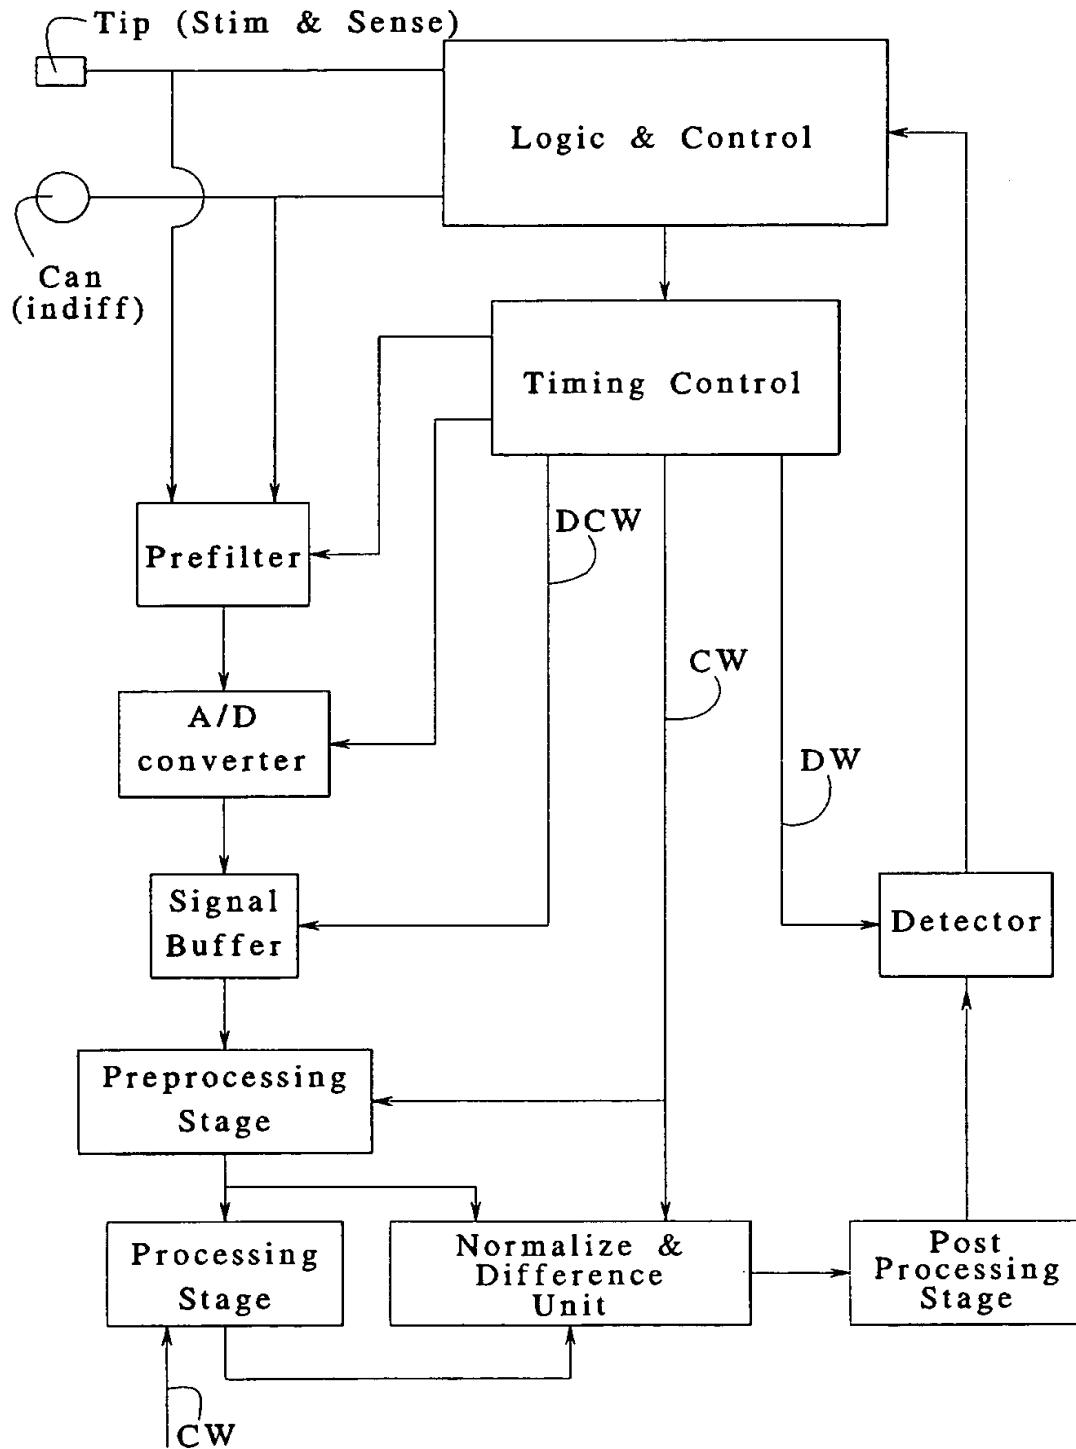 Tip (Stim & Sense)
Logic & Control
Can
(indiff)
Timing Control
DCW
Prefilter
CW
A/D
converter
DW
Signal
Buffer
Detector
Preprocessing
Stage
Processing
Stage
Normalize &
Difference
Unit
Post
Processing
Stage
CW